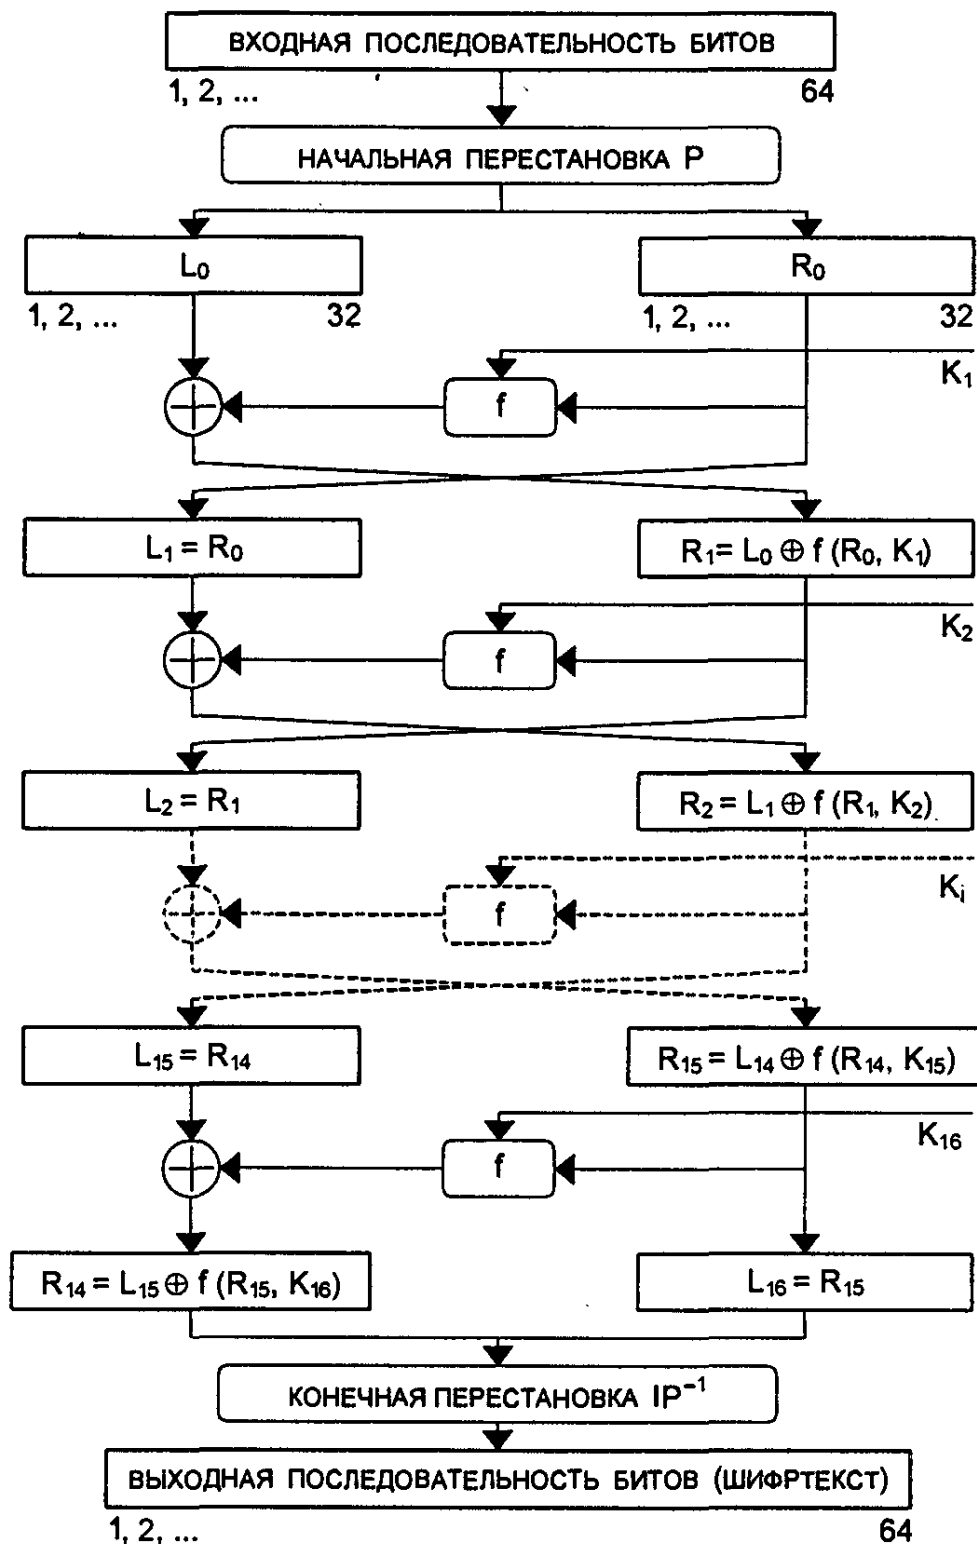 ВХОДНАЯ ПОСЛЕДОВАТЕЛЬНОСТЬ БИТОВ
1, 2, ... 64
НАЧАЛЬНАЯ ПЕРЕСТАНОВКА P
L₀ R₀
1, 2, ... 32 1, 2, ... 32
K₁
f
L₁ = R₀ R₁ = L₀ ⊕ f (R₀, K₁)
K₂
f
L₂ = R₁ R₂ = L₁ ⊕ f (R₁, K₂)
Kᵢ
f
L₁₅ = R₁₄ R₁₅ = L₁₄ ⊕ f (R₁₄, K₁₅)
K₁₆
f
R₁₄ = L₁₅ ⊕ f (R₁₅, K₁₆) L₁₆ = R₁₅
КОНЕЧНАЯ ПЕРЕСТАНОВКА IP⁻¹
ВЫХОДНАЯ ПОСЛЕДОВАТЕЛЬНОСТЬ БИТОВ (ШИФРТЕКСТ)
1, 2, ... 64